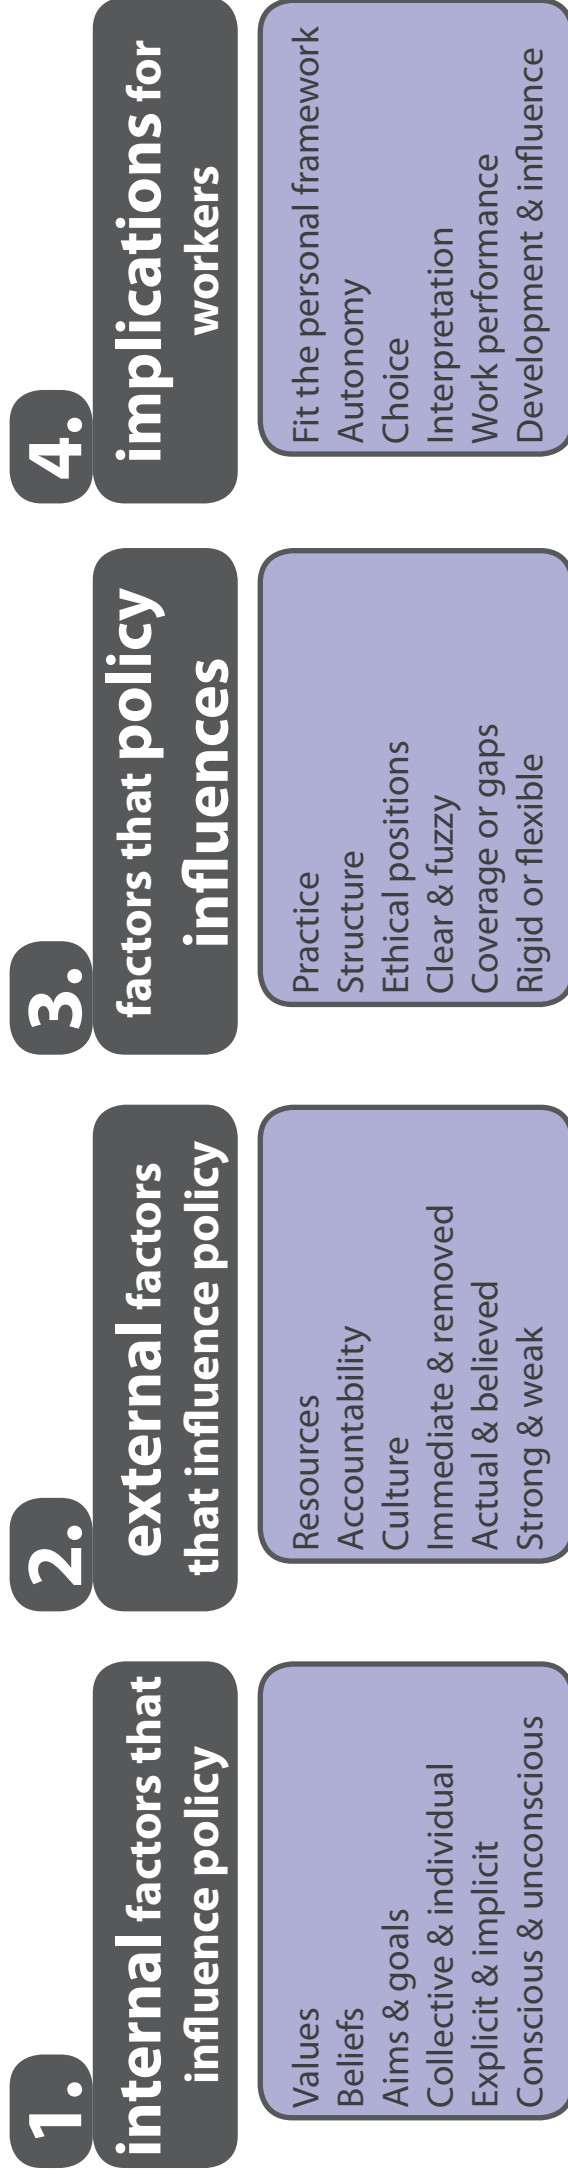 1.
internal factors that
influence policy
Values
Beliefs
Aims & goals
Collective & individual
Explicit & implicit
Conscious & unconscious
2.
external factors
that influence policy
Resources
Accountability
Culture
Immediate & removed
Actual & believed
Strong & weak
3.
factors that policy
influences
Practice
Structure
Ethical positions
Clear & fuzzy
Coverage or gaps
Rigid or flexible
4.
implications for
workers
Fit the personal framework
Autonomy
Choice
Interpretation
Work performance
Development & influence